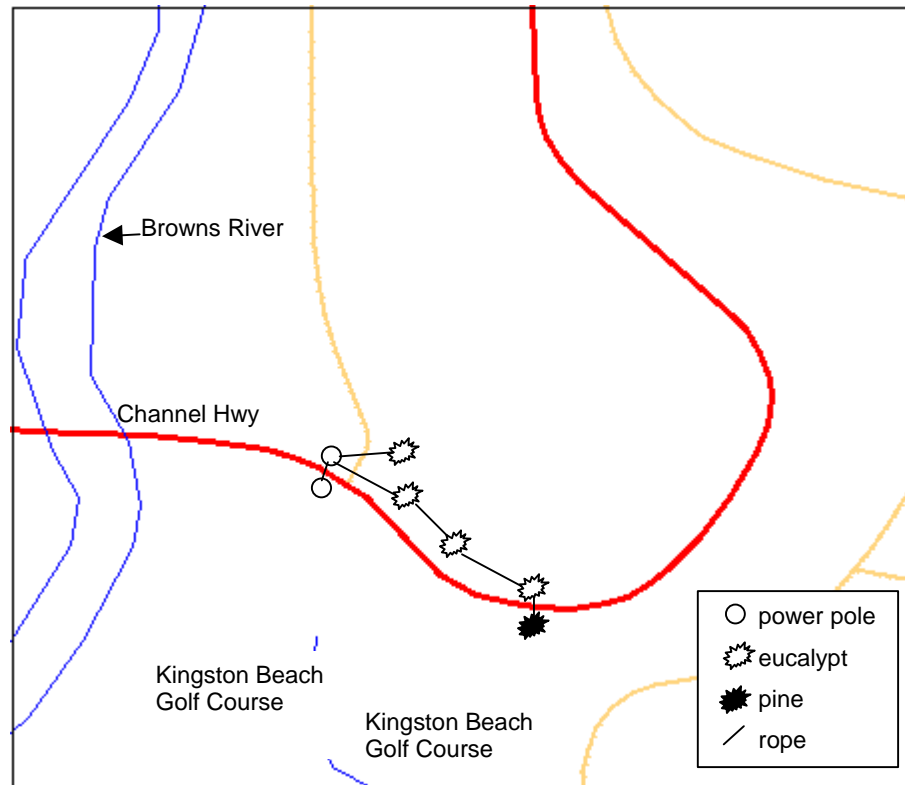 Browns River
Channel Hwy
Kingston Beach
Golf Course
Kingston Beach
Golf Course
power pole
eucalypt
pine
rope